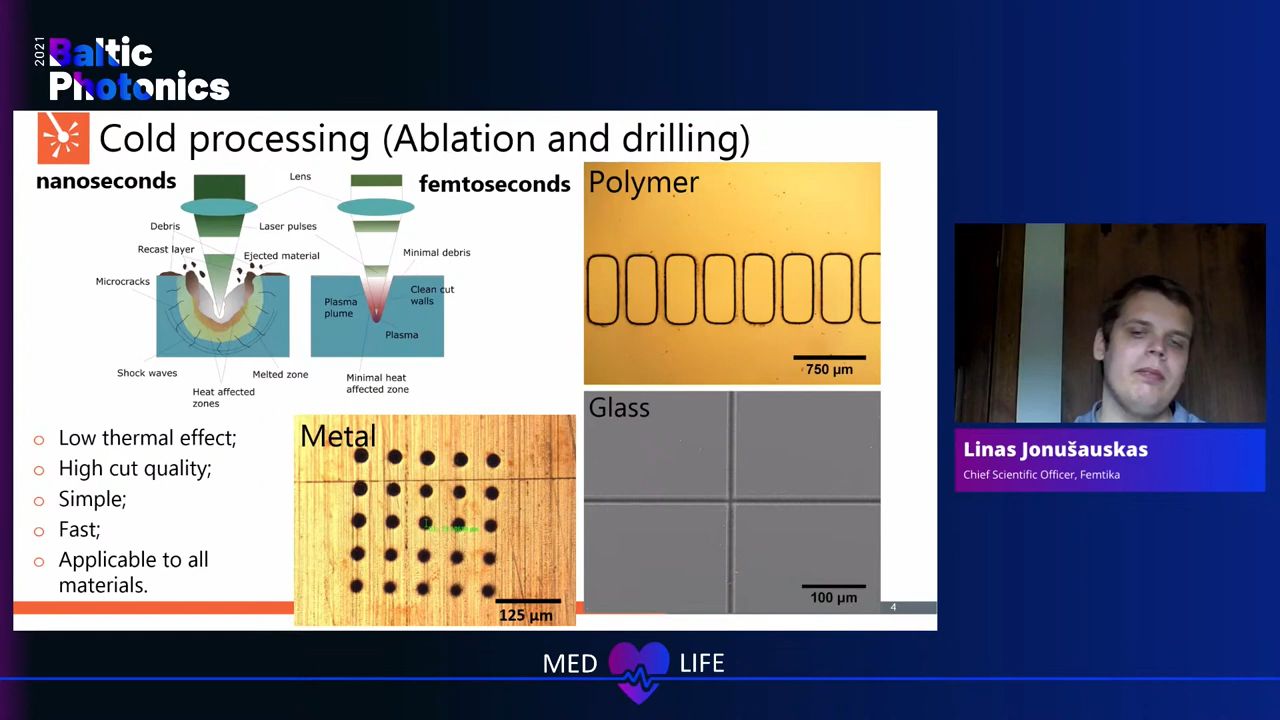 2021
Baltic
Photonics
Cold processing (Ablation and drilling)
nanoseconds
femtoseconds
Lens
Debris
Laser pulses
Recast layer
Ejected material
Minimal debris
Microcracks
Plasma
plume
Clean cut
walls
Plasma
Shock waves
Melted zone
Heat affected
zones
Minimal heat
affected zone
Low thermal effect;
High cut quality;
Simple;
Fast;
Applicable to all
materials.
Metal
125 µm
Polymer
750 µm
Glass
100 µm
4
Linas Jonušauskas
Chief Scientific Officer, Femtika
MED LIFE